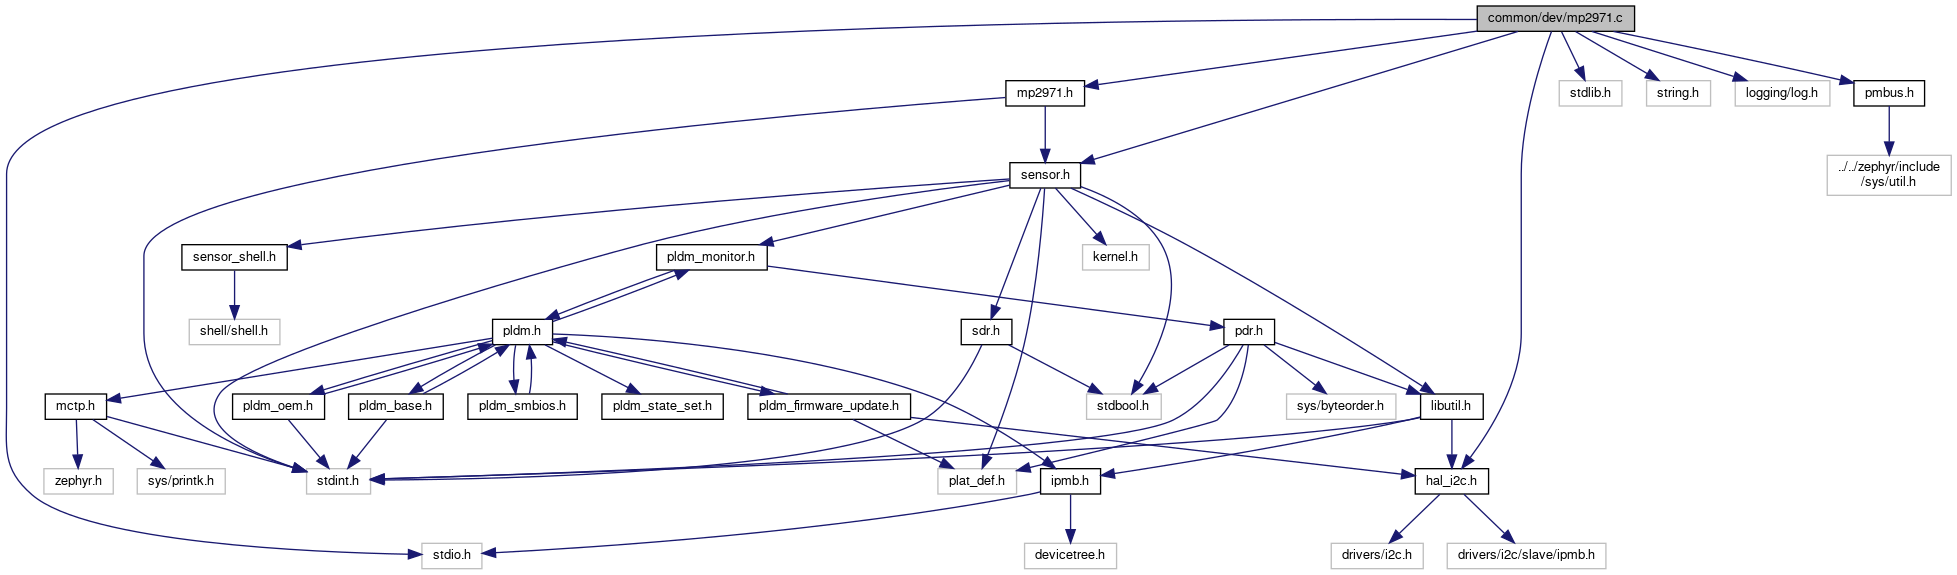 common/dev/mp2971.c
mp2971.h
stdlib.h
string.h
logging/log.h
pmbus.h
sensor.h
../../zephyr/include
/sys/util.h
sensor_shell.h
pldm_monitor.h
kernel.h
shell/shell.h
pldm.h
sdr.h
pdr.h
mctp.h
pldm_oem.h
pldm_base.h
pldm_smbios.h
pldm_state_set.h
pldm_firmware_update.h
stdbool.h
sys/byteorder.h
libutil.h
zephyr.h
sys/printk.h
stdint.h
plat_def.h
ipmb.h
hal_i2c.h
stdio.h
devicetree.h
drivers/i2c.h
drivers/i2c/slave/ipmb.h